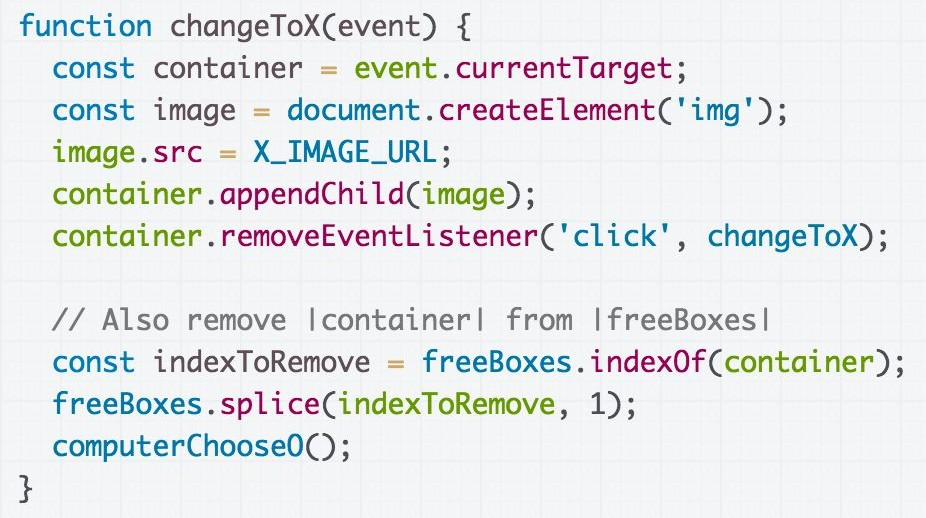 function changeToX(event) {
  const container = event.currentTarget;
  const image = document.createElement('img');
  image.src = X_IMAGE_URL;
  container.appendChild(image);
  container.removeEventListener('click', changeToX);

  // Also remove |container| from |freeBoxes|
  const indexToRemove = freeBoxes.indexOf(container);
  freeBoxes.splice(indexToRemove, 1);
  computerChooseO();
}